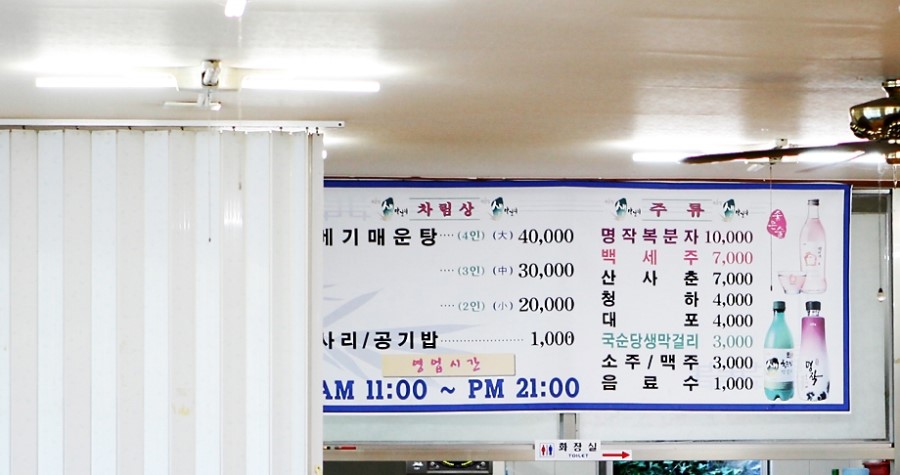 차림상
메기매운탕 ···· (4인) (大) 40,000
···· (3인) (中) 30,000
···· (2인) (小) 20,000
사리/공기밥 ···················· 1,000
영업시간
AM 11:00 ~ PM 21:00
주류
명작복분자 10,000
백세주 7,000
산사춘 7,000
청하 4,000
대포 4,000
국순당생막걸리 3,000
소주/맥주 3,000
음료수 1,000
명작
화장실
TOILET